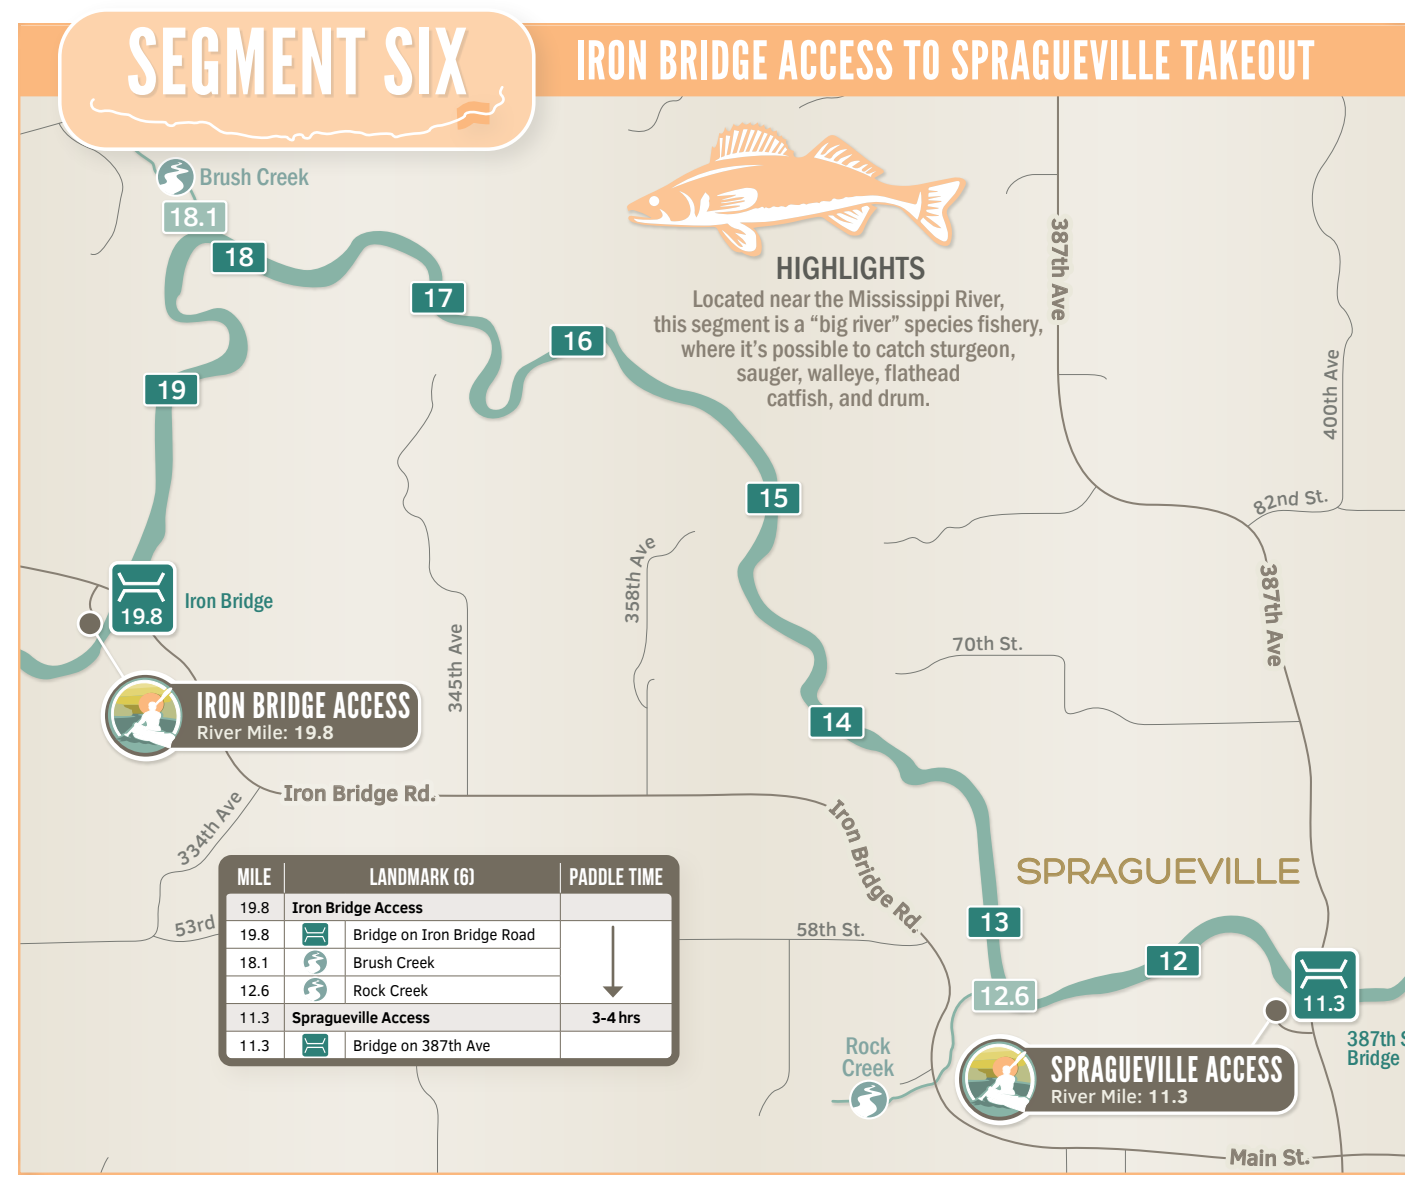 SEGMENT SIX
IRON BRIDGE ACCESS TO SPRAGUEVILLE TAKEOUT
Brush Creek
18.1
18
17
16
19
15
14
13
12
12.6
HIGHLIGHTS
Located near the Mississippi River,
this segment is a “big river” species fishery,
where it’s possible to catch sturgeon,
sauger, walleye, flathead
catfish, and drum.
387th Ave
400th Ave
82nd St.
387th Ave
70th St.
358th Ave
345th Ave
19.8
Iron Bridge
IRON BRIDGE ACCESS
River Mile: 19.8
Iron Bridge Rd.
Iron Bridge Rd.
334th Ave
53rd
58th St.
SPRAGUEVILLE
MILE LANDMARK (6) PADDLE TIME
19.8 Iron Bridge Access
19.8 Bridge on Iron Bridge Road
18.1 Brush Creek
12.6 Rock Creek
11.3 Spragueville Access 3-4 hrs
11.3 Bridge on 387th Ave
Rock
Creek
11.3
387th
Bridge
SPRAGUEVILLE ACCESS
River Mile: 11.3
Main St.